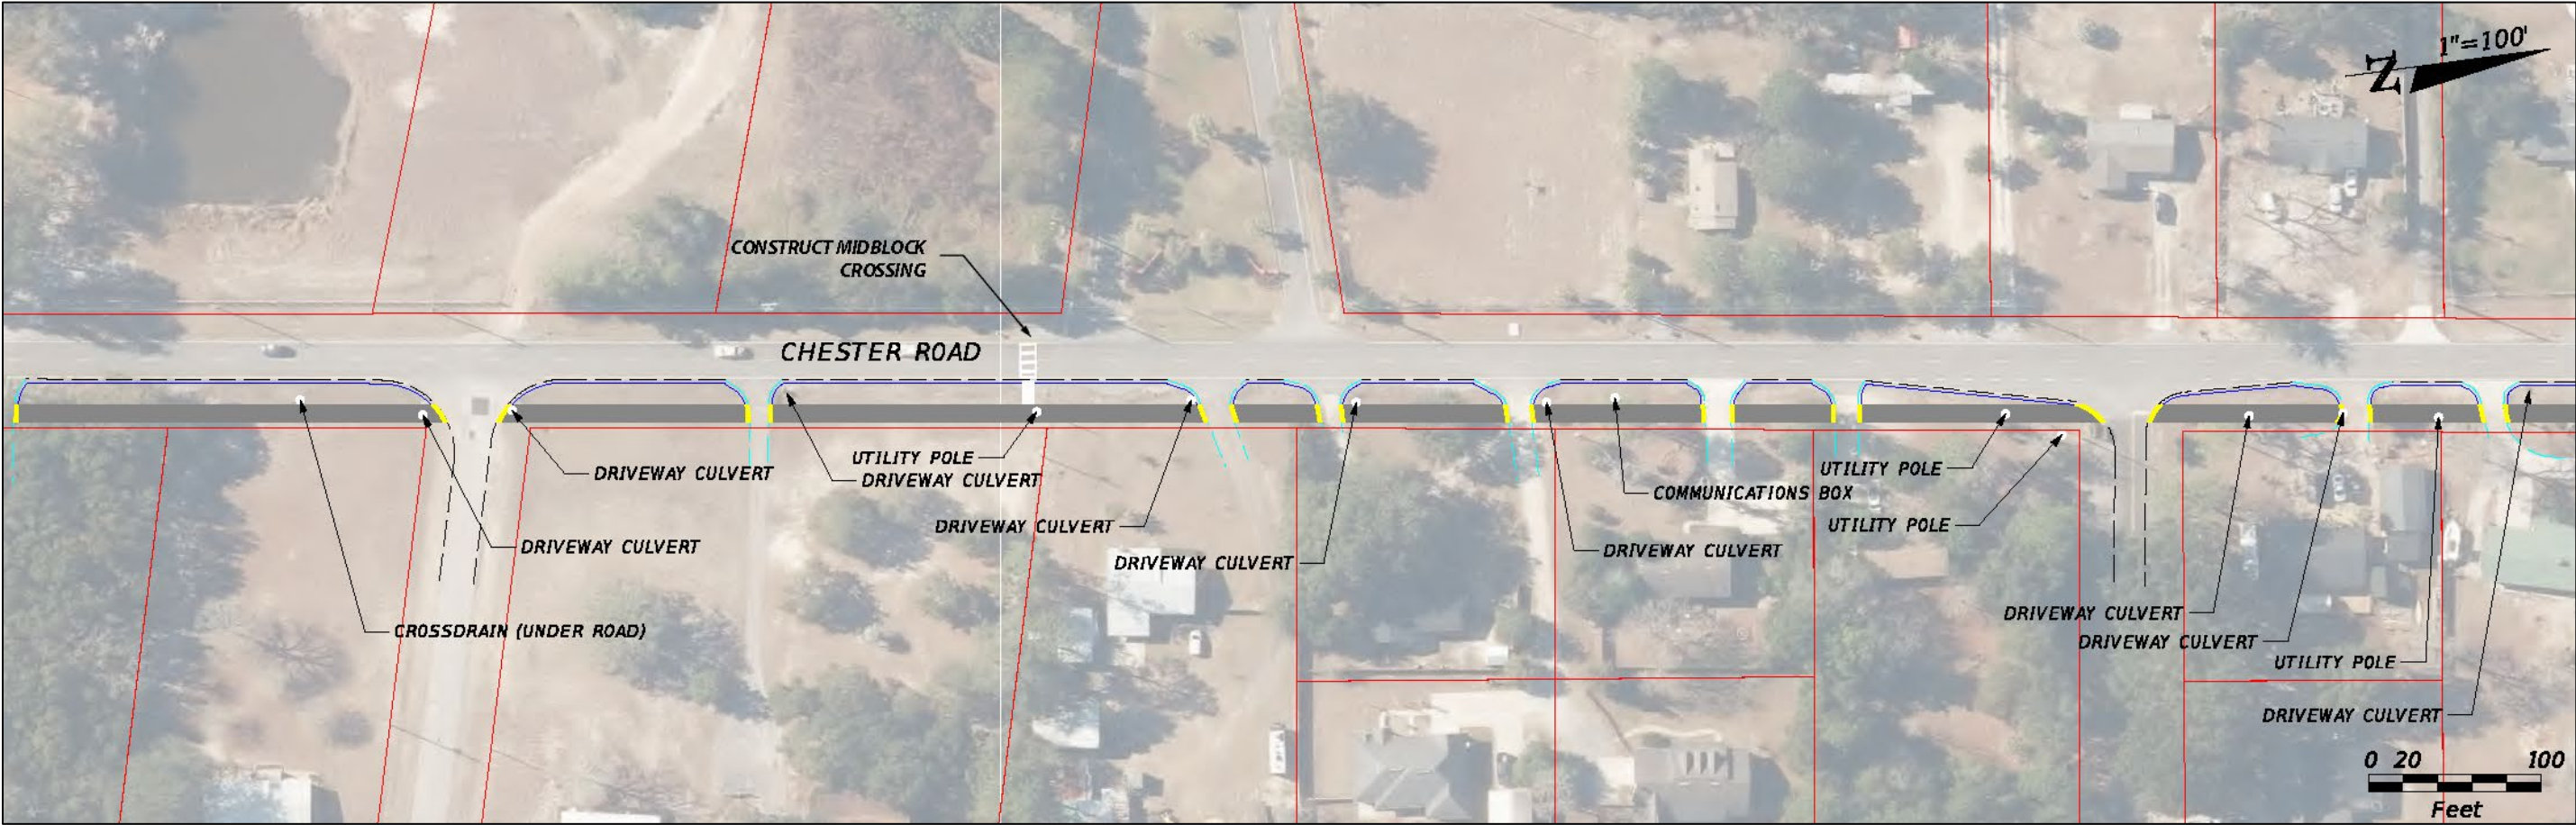 1"=100'
Z
CONSTRUCT MIDBLOCK
CROSSING
CHESTER ROAD
UTILITY POLE
DRIVEWAY CULVERT
DRIVEWAY CULVERT
UTILITY POLE
COMMUNICATIONS BOX
DRIVEWAY CULVERT
UTILITY POLE
DRIVEWAY CULVERT
DRIVEWAY CULVERT
DRIVEWAY CULVERT
DRIVEWAY CULVERT
CROSSDRAIN (UNDER ROAD)
DRIVEWAY CULVERT
UTILITY POLE
DRIVEWAY CULVERT
0 20 100
Feet